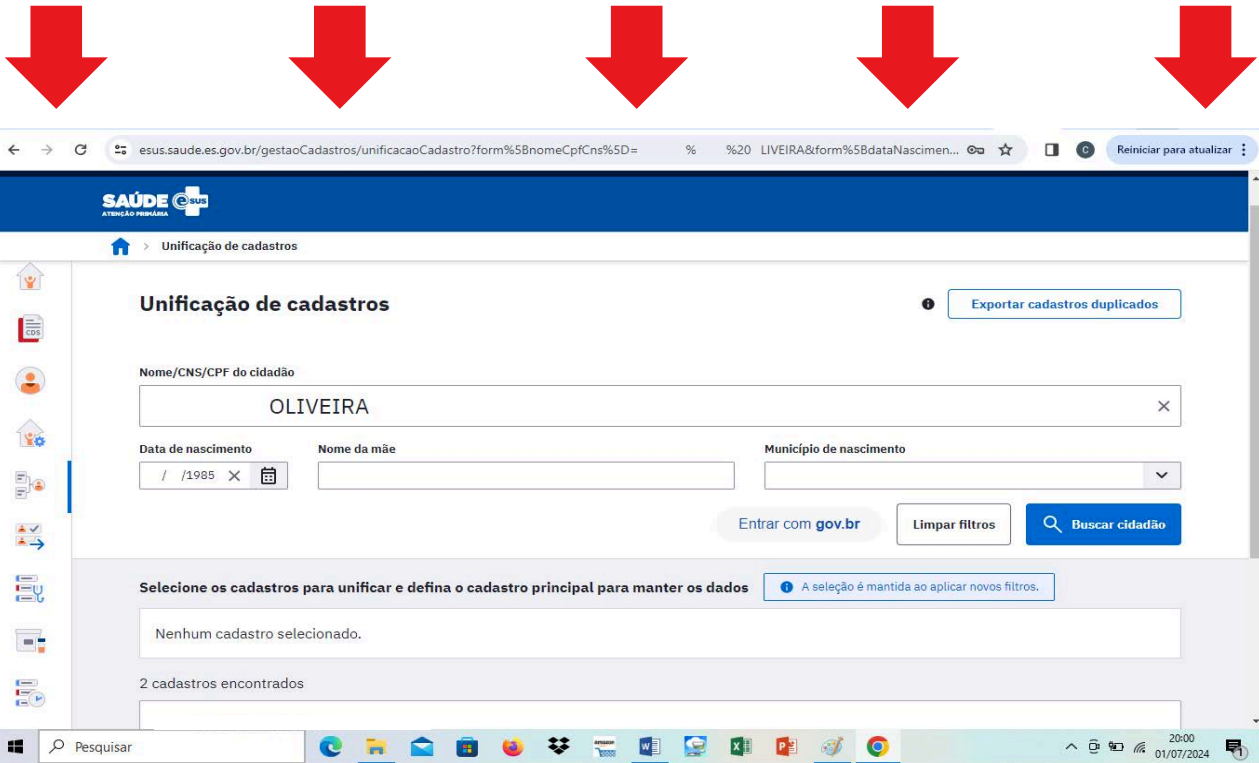 esus.saude.es.gov.br/gestaoCadastros/unificacaoCadastro?form%5BnomeCpfCns%5D= % %20 LIVEIRA&form%5BdataNascimen...
C
Reiniciar para atualizar
SAÚDE esus
ATENÇÃO PRIMÁRIA
> Unificação de cadastros
Unificação de cadastros
Exportar cadastros duplicados
CDS
Nome/CNS/CPF do cidadão
OLIVEIRA
Data de nascimento Nome da mãe Município de nascimento
/ /1985
Entrar com gov.br Limpar filtros Buscar cidadão
Selecione os cadastros para unificar e defina o cadastro principal para manter os dados A seleção é mantida ao aplicar novos filtros.
Nenhum cadastro selecionado.
2 cadastros encontrados
Pesquisar
amazon
20:00
01/07/2024
1